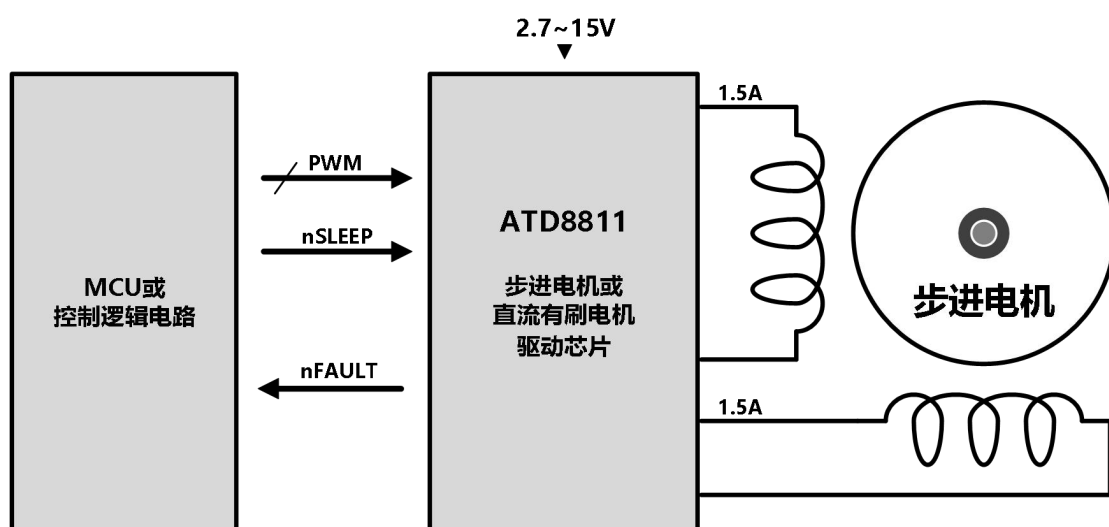 2.7~15V
MCU或
控制逻辑电路
PWM
nSLEEP
nFAULT
ATD8811
步进电机或
直流有刷电机
驱动芯片
1.5A
步进电机
1.5A